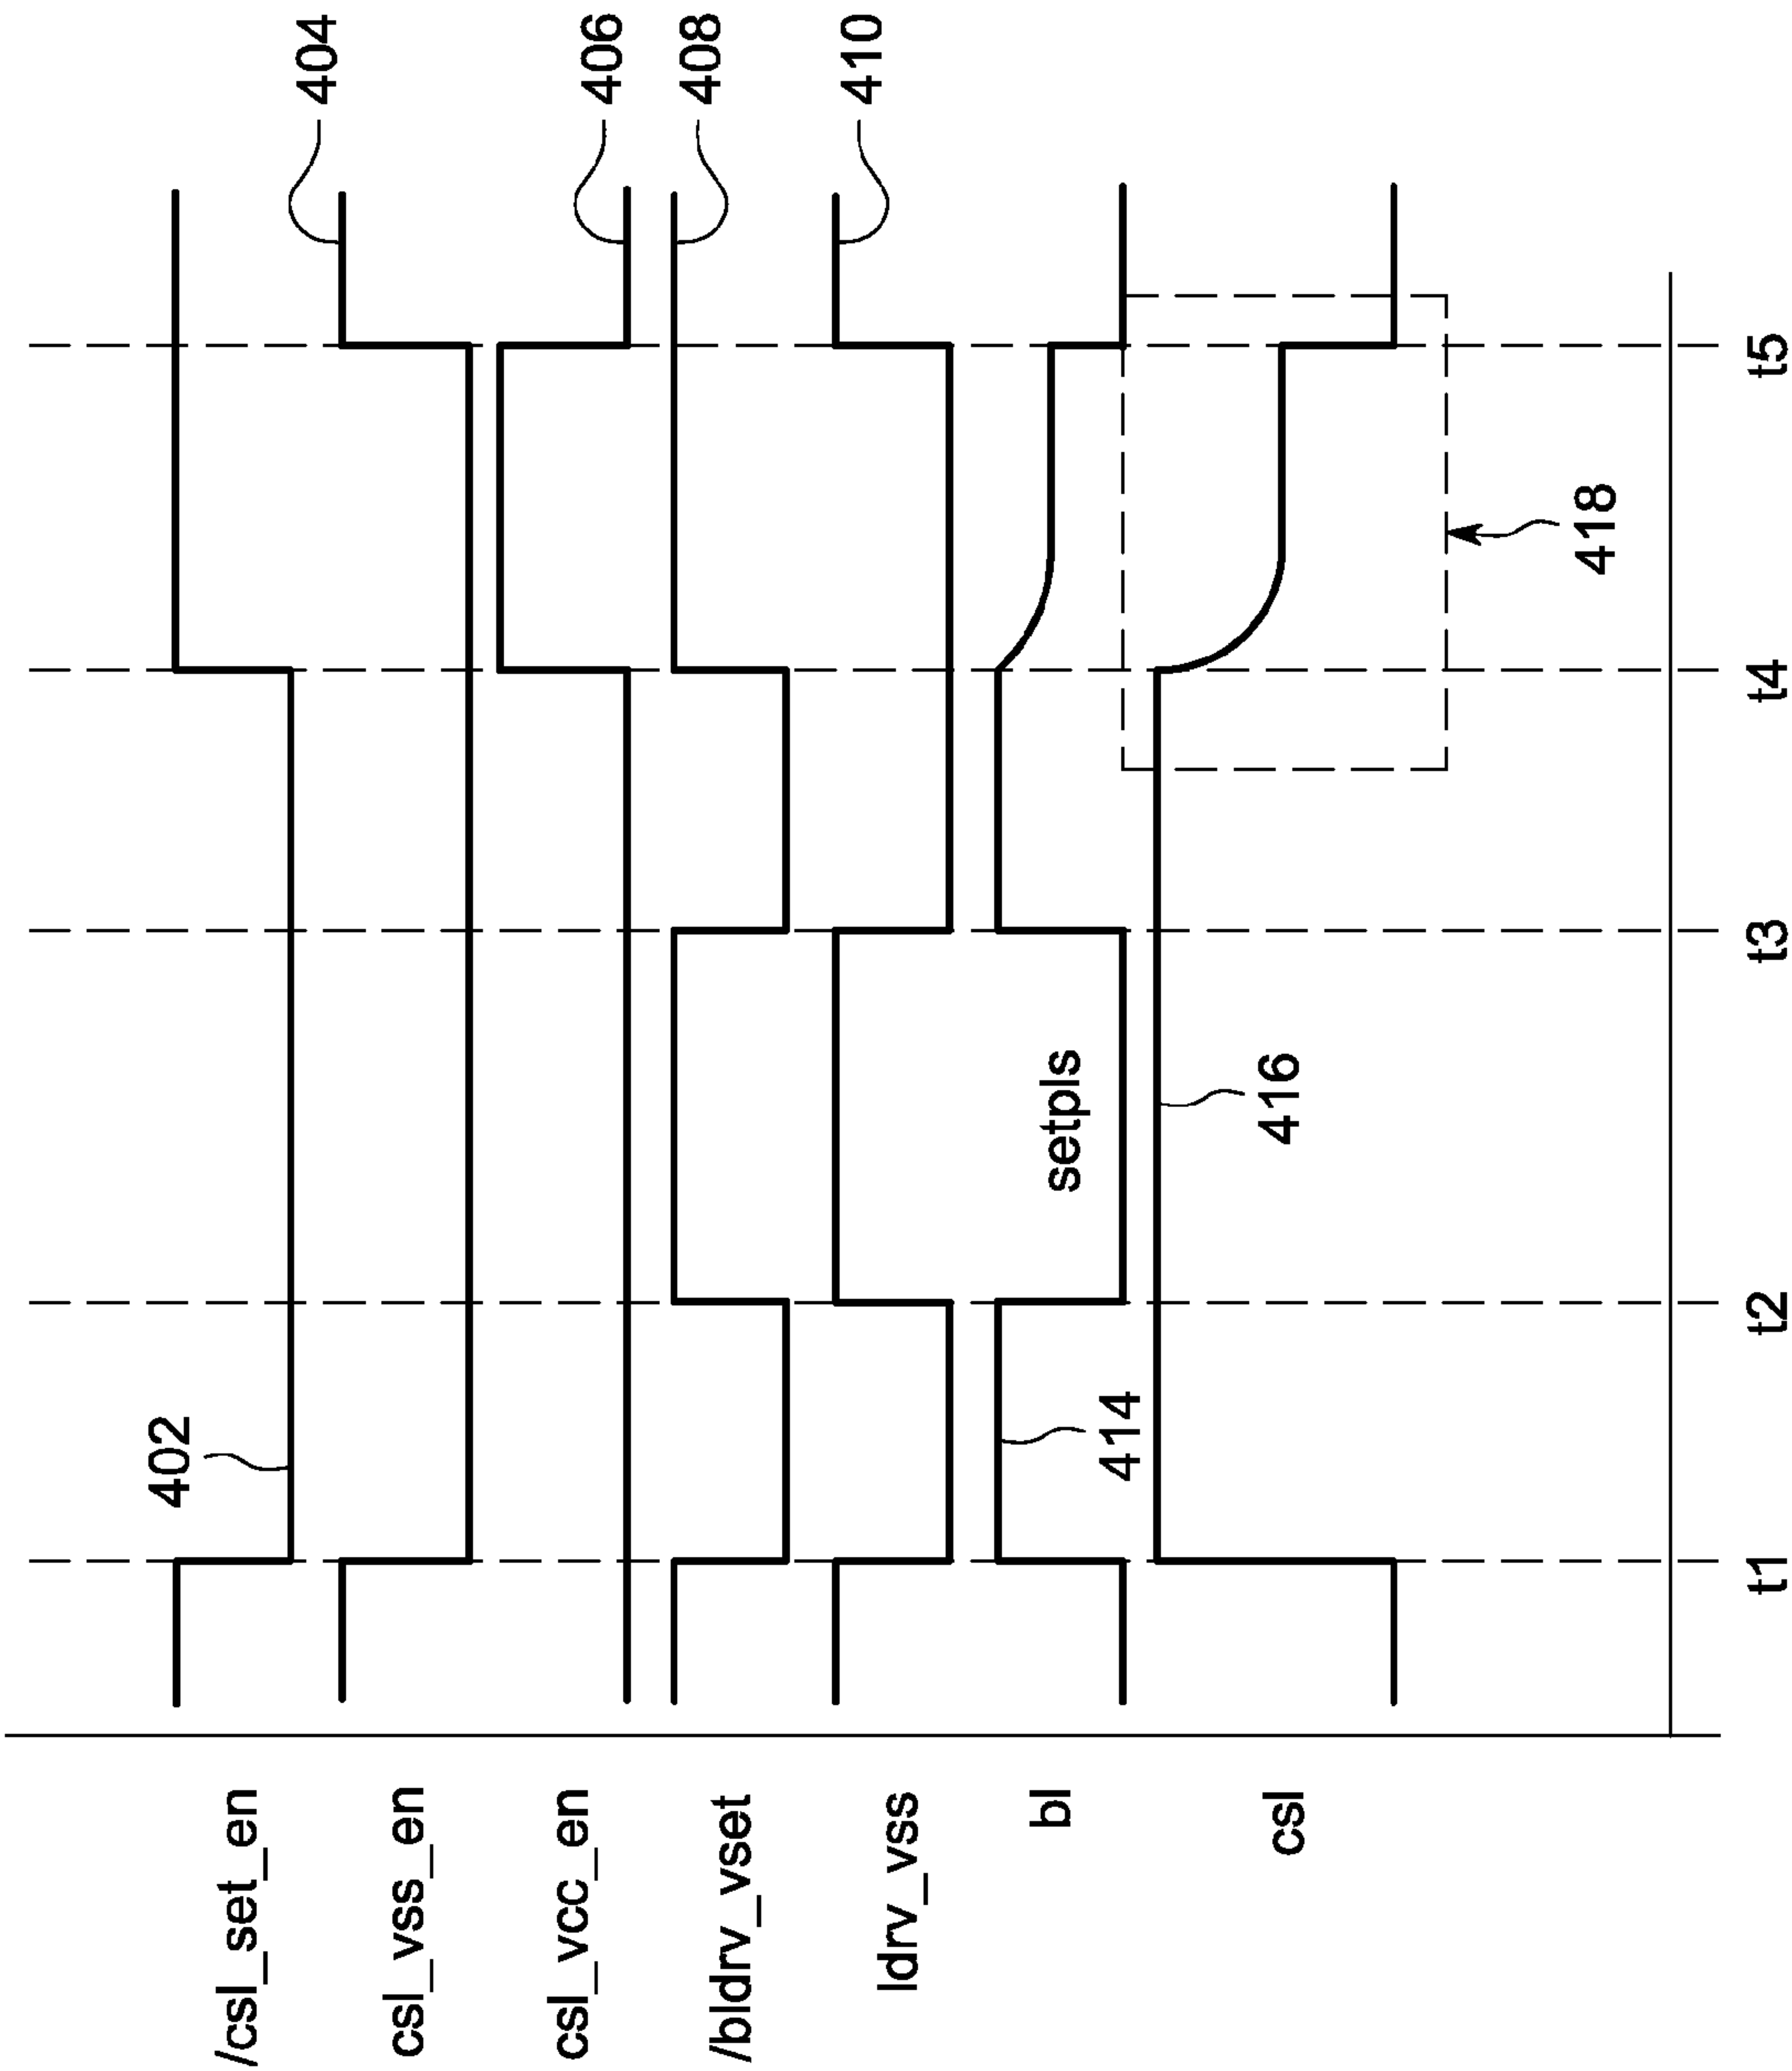 /csl_set_en
402
404
csl_vss_en
csl_vcc_en
406
/bldrv_vset
408
ldrv_vss
410
bl
414
setpls
csl
416
418
t1
t2
t3
t4
t5